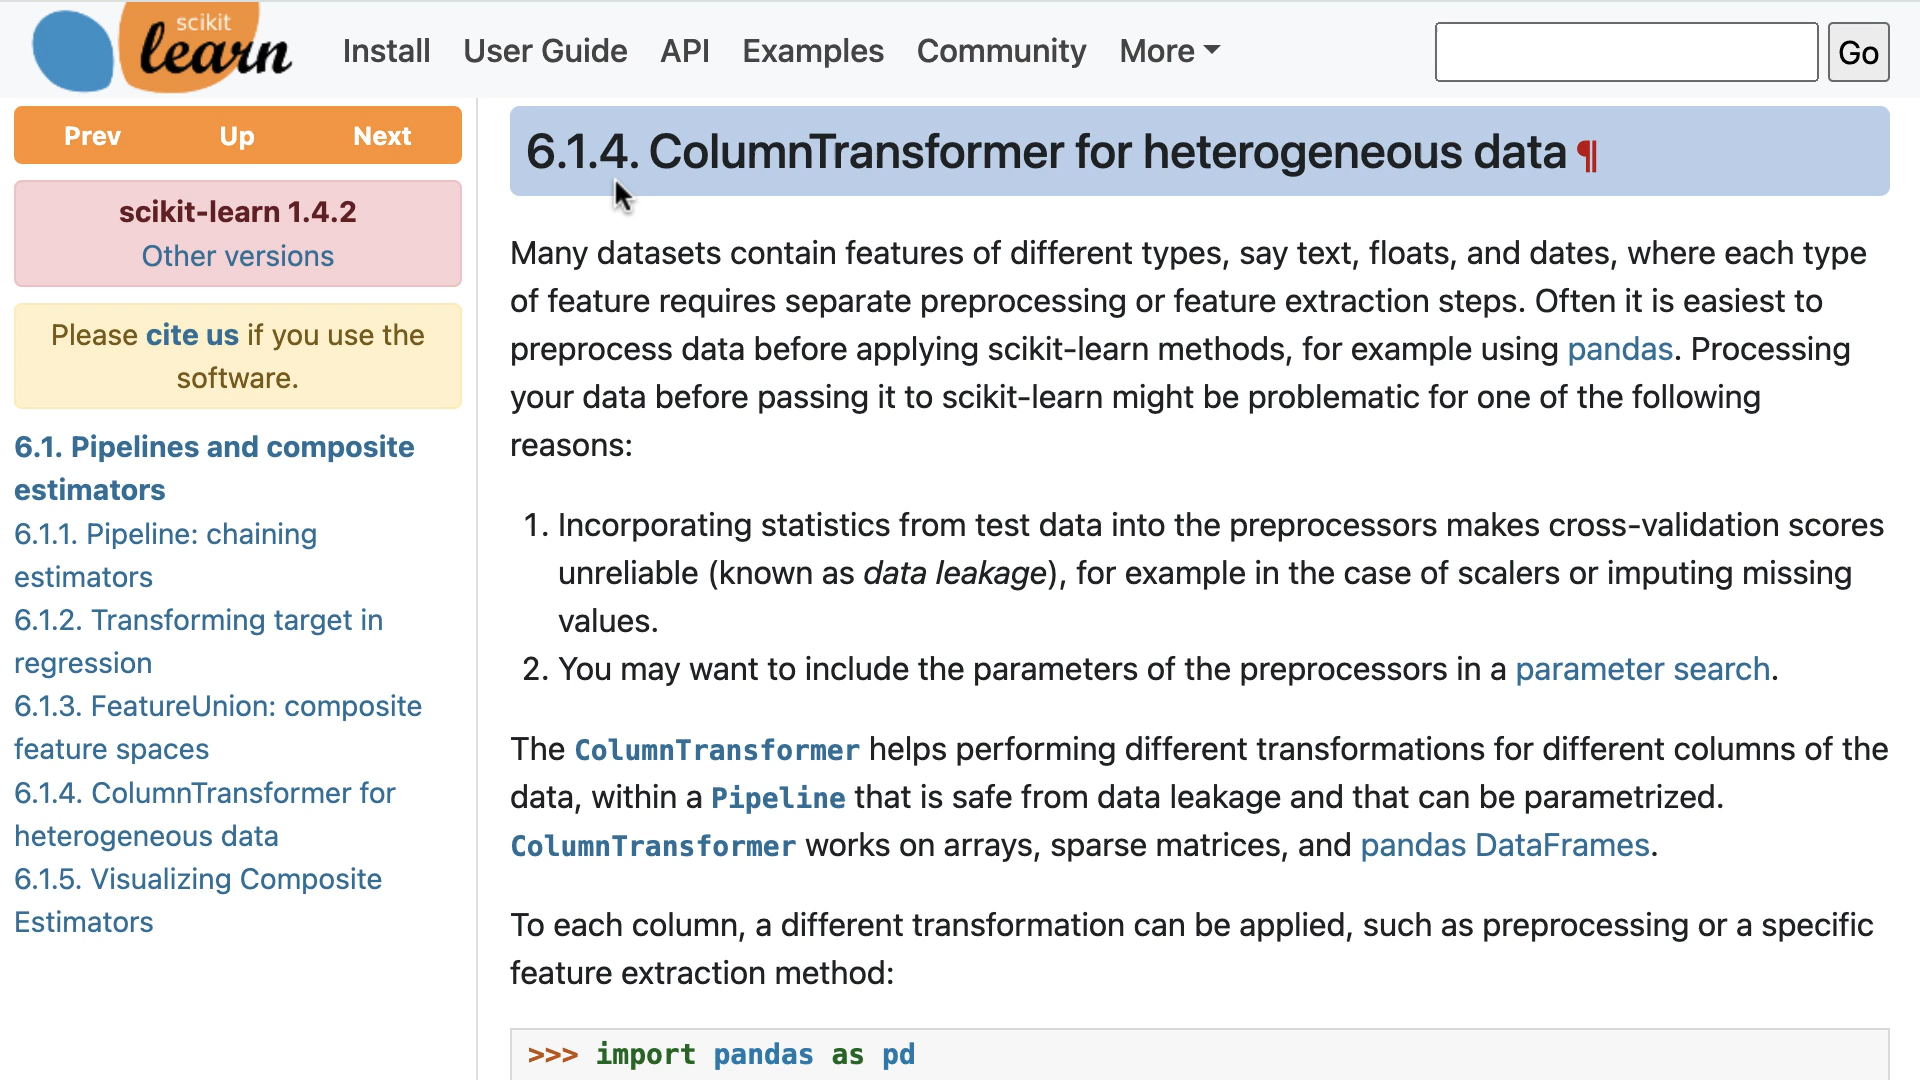 scikit
learn
Install User Guide API Examples Community More
Go
Prev Up Next
scikit-learn 1.4.2
Other versions
Please cite us if you use the
software.
6.1. Pipelines and composite
estimators
6.1.1. Pipeline: chaining
estimators
6.1.2. Transforming target in
regression
6.1.3. FeatureUnion: composite
feature spaces
6.1.4. ColumnTransformer for
heterogeneous data
6.1.5. Visualizing Composite
Estimators
6.1.4. ColumnTransformer for heterogeneous data ¶
Many datasets contain features of different types, say text, floats, and dates, where each type
of feature requires separate preprocessing or feature extraction steps. Often it is easiest to
preprocess data before applying scikit-learn methods, for example using pandas. Processing
your data before passing it to scikit-learn might be problematic for one of the following
reasons:
1. Incorporating statistics from test data into the preprocessors makes cross-validation scores
unreliable (known as data leakage), for example in the case of scalers or imputing missing
values.
2. You may want to include the parameters of the preprocessors in a parameter search.
The ColumnTransformer helps performing different transformations for different columns of the
data, within a Pipeline that is safe from data leakage and that can be parametrized.
ColumnTransformer works on arrays, sparse matrices, and pandas DataFrames.
To each column, a different transformation can be applied, such as preprocessing or a specific
feature extraction method:
>>> import pandas as pd